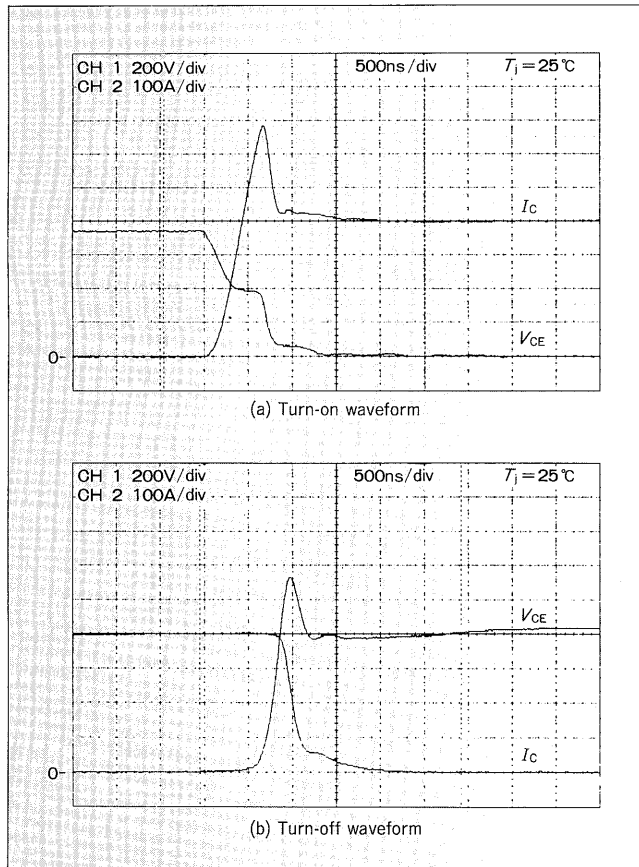 CH 1 200V/div 500ns/div Tj=25℃
CH 2 100A/div
IC
VCE
0
(a) Turn-on waveform
CH 1 200V/div 500ns/div Tj=25℃
CH 2 100A/div
VCE
IC
0
(b) Turn-off waveform